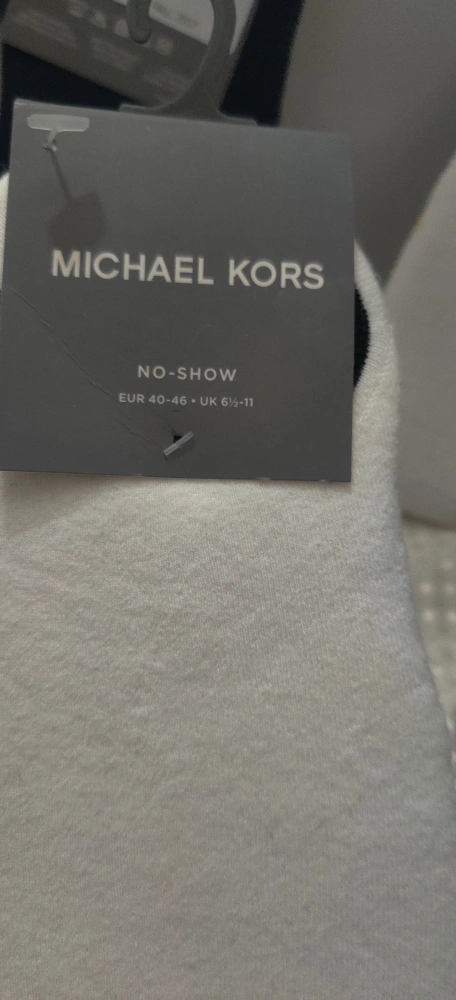 MICHAEL KORS
NO-SHOW
EUR 40-46 • UK 6½-11